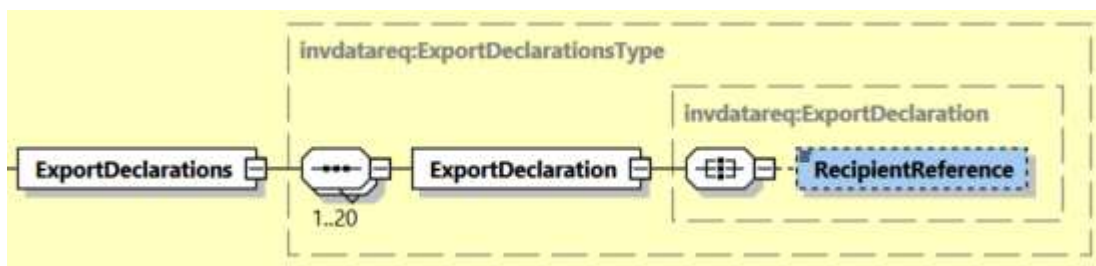 invdatareq:ExportDeclarationsType
invdatareq:ExportDeclaration
ExportDeclarations
ExportDeclaration
RecipientReference
1..20